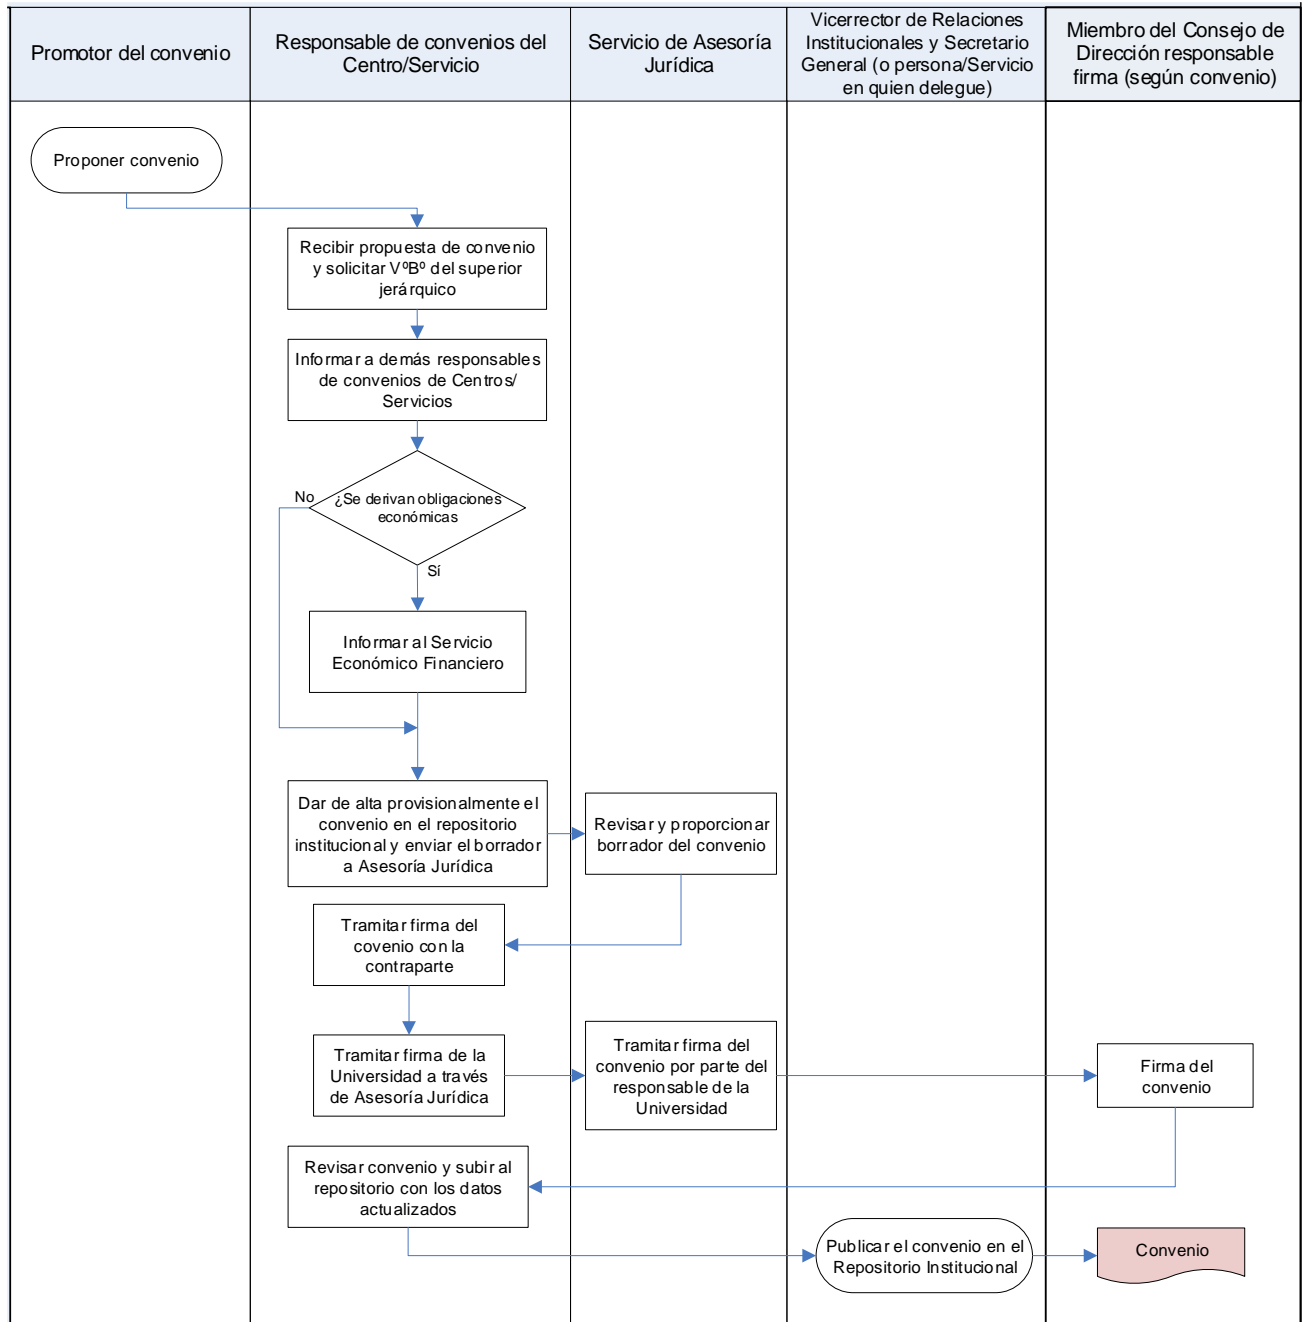 Promotor del convenio
Responsable de convenios del
Centro/Servicio
Servicio de Asesoría
Jurídica
Vicerrector de Relaciones
Institucionales y Secretario
General (o persona/Servicio
en quien delegue)
Miembro del Consejo de
Dirección responsable
firma (según convenio)
Proponer convenio
Recibir propuesta de convenio
y solicitar VºBº del superior
jerárquico
Informar a demás responsables
de convenios de Centros/
Servicios
¿Se derivan obligaciones
económicas
No
Sí
Informar al Servicio
Económico Financiero
Dar de alta provisionalmente el
convenio en el repositorio
institucional y enviar el borrador
a Asesoría Jurídica
Revisar y proporcionar
borrador del convenio
Tramitar firma del
covenio con la
contraparte
Tramitar firma de la
Universidad a través
de Asesoría Jurídica
Tramitar firma del
convenio por parte del
responsable de la
Universidad
Firma del
convenio
Revisar convenio y subir al
repositorio con los datos
actualizados
Publicar el convenio en el
Repositorio Institucional
Convenio